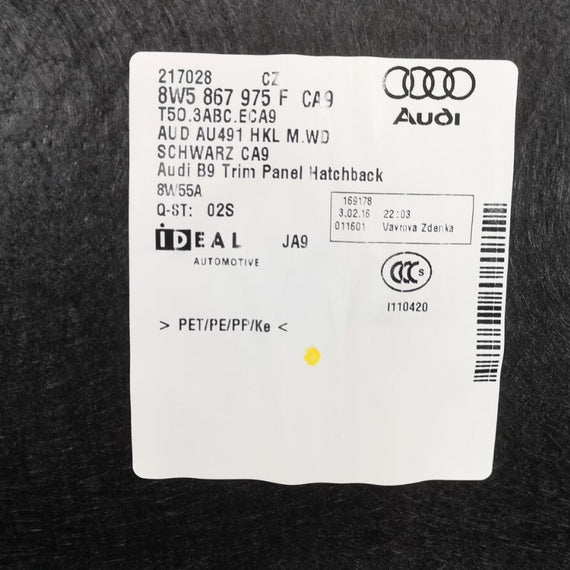 217028 CZ
8W5 867 975 F CA9
T50.3ABC.ECA9
AUD AU491 HKL M.WD
SCHWARZ CA9
Audi B9 Trim Panel Hatchback
8W55A
Q-ST: 02S
Audi
169178
3.02.16 22:03
011601 Vavrova Zdenka
iDEAL JA9
AUTOMOTIVE
CCC S
I110420
> PET/PE/PP/Ke <